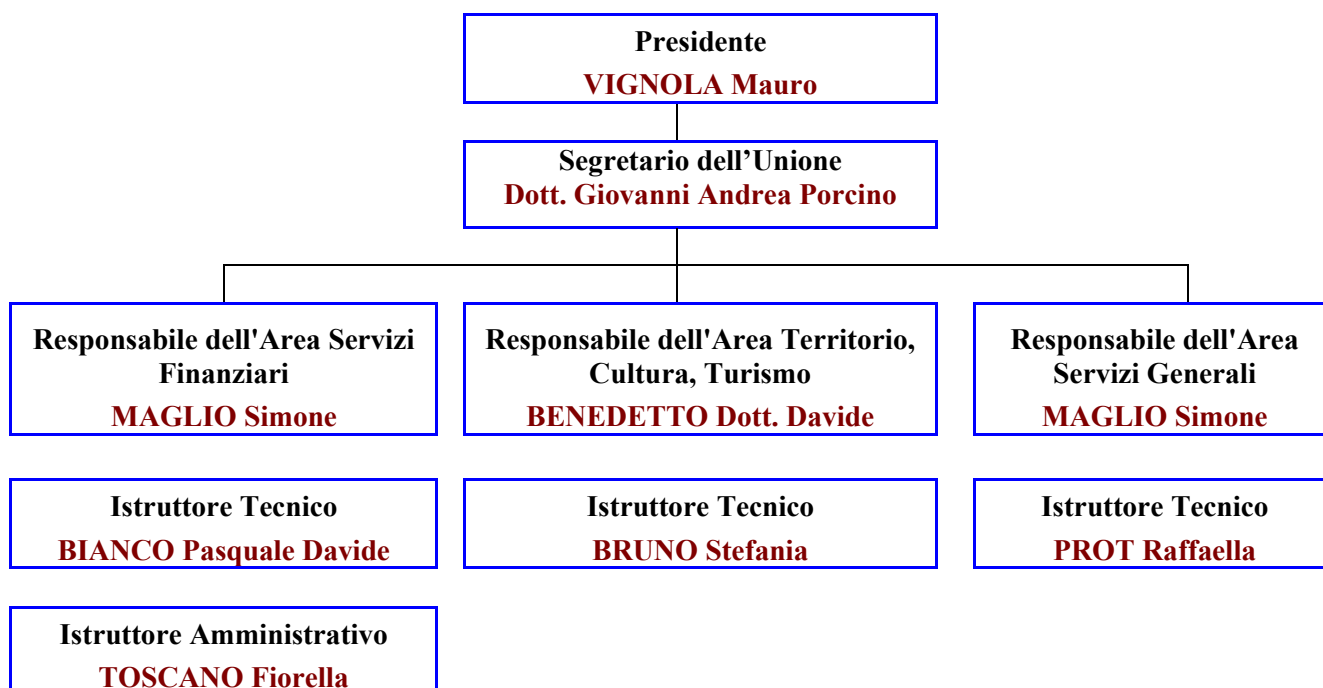 Presidente
VIGNOLA Mauro
Segretario dell’Unione
Dott. Giovanni Andrea Porcino
Responsabile dell'Area Servizi
Finanziari
MAGLIO Simone
Responsabile dell'Area Territorio,
Cultura, Turismo
BENEDETTO Dott. Davide
Responsabile dell'Area
Servizi Generali
MAGLIO Simone
Istruttore Tecnico
BIANCO Pasquale Davide
Istruttore Tecnico
BRUNO Stefania
Istruttore Tecnico
PROT Raffaella
Istruttore Amministrativo
TOSCANO Fiorella